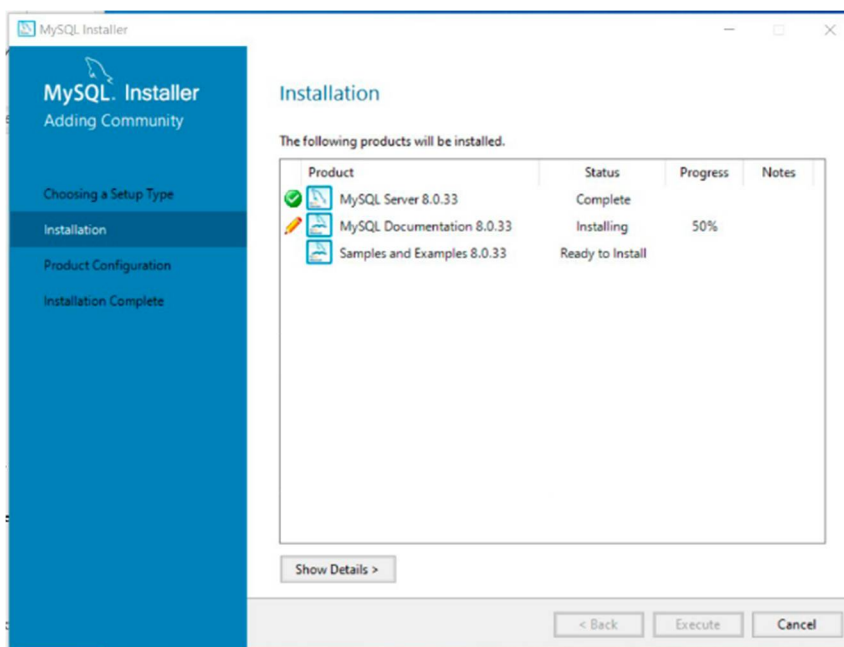 MySQL Installer
MySQL. Installer
Adding Community
Choosing a Setup Type
Installation
Product Configuration
Installation Complete
Installation
The following products will be installed.
Product Status Progress Notes
MySQL Server 8.0.33 Complete
MySQL Documentation 8.0.33 Installing 50%
Samples and Examples 8.0.33 Ready to Install
Show Details >
< Back Execute Cancel